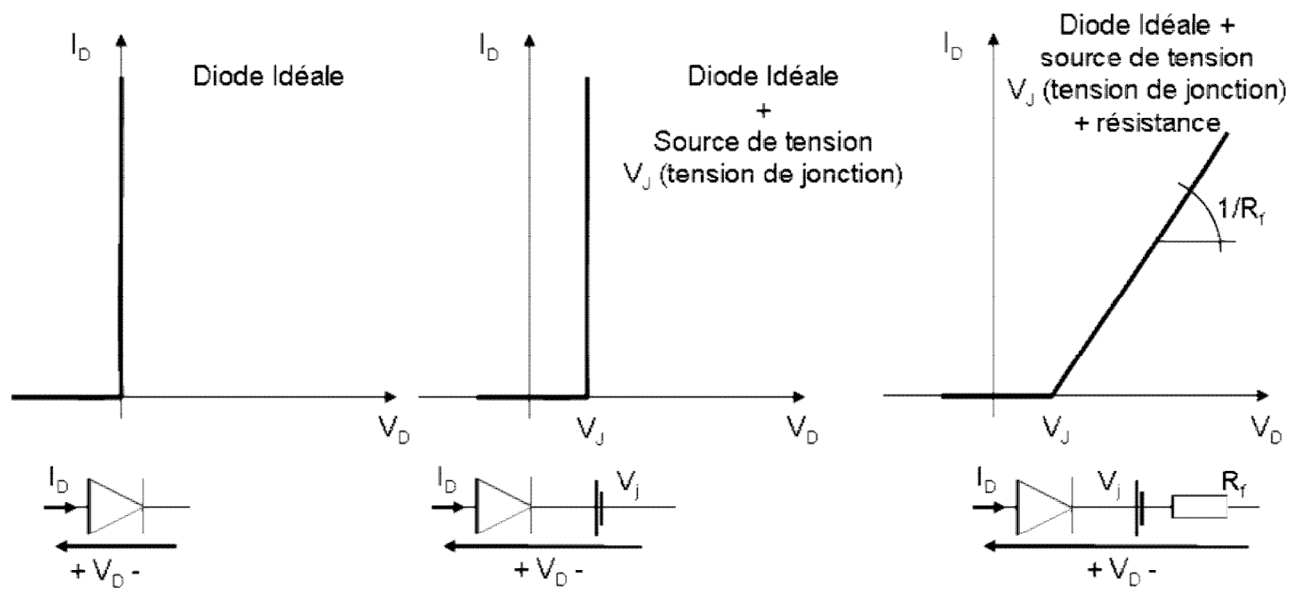 I_D
Diode Idéale
V_D
I_D
+ V_D -
I_D
Diode Idéale
+
Source de tension
V_J (tension de jonction)
V_J
V_D
I_D
V_j
+ V_D -
I_D
Diode Idéale +
source de tension
V_J (tension de jonction)
+ résistance
1/R_f
V_J
V_D
I_D
V_j
R_f
+ V_D -